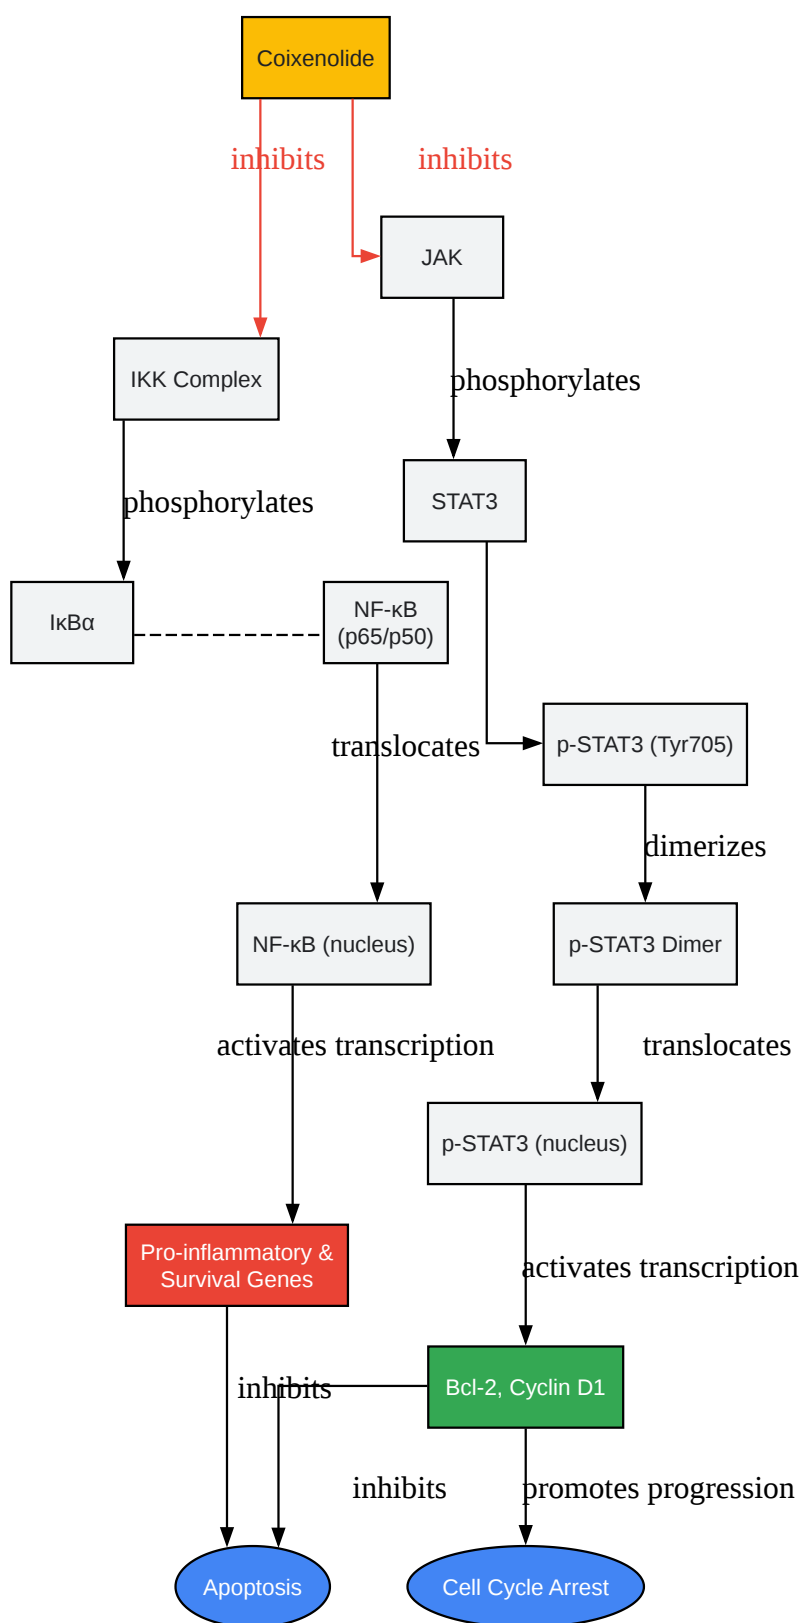 Coixenolide
inhibits
inhibits
JAK
IKK Complex
phosphorylates
phosphorylates
STAT3
IκBα
NF-κB
(p65/p50)
translocates
p-STAT3 (Tyr705)
dimerizes
NF-κB (nucleus)
p-STAT3 Dimer
activates transcription
translocates
p-STAT3 (nucleus)
Pro-inflammatory &
Survival Genes
activates transcription
inhibits
Bcl-2, Cyclin D1
inhibits
promotes progression
Apoptosis
Cell Cycle Arrest